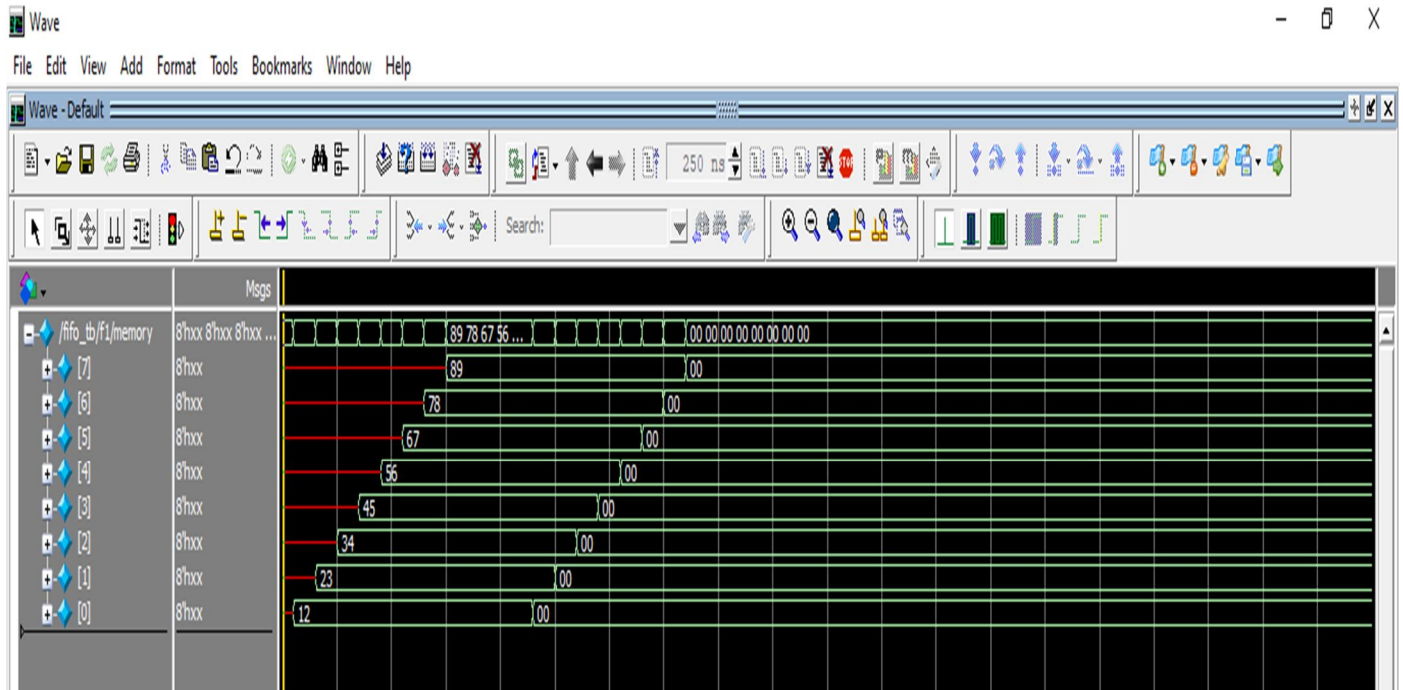 Wave
File Edit View Add Format Tools Bookmarks Window Help
Wave - Default
250 ns
STOP
Search:
Msgs
/fifo_tb/f1/memory 8'hxx 8'hxx 8'hxx ... 89 78 67 56 ... 00 00 00 00 00 00 00 00
[7] 8'hxx 89 00
[6] 8'hxx 78 00
[5] 8'hxx 67 00
[4] 8'hxx 56 00
[3] 8'hxx 45 00
[2] 8'hxx 34 00
[1] 8'hxx 23 00
[0] 8'hxx 12 00